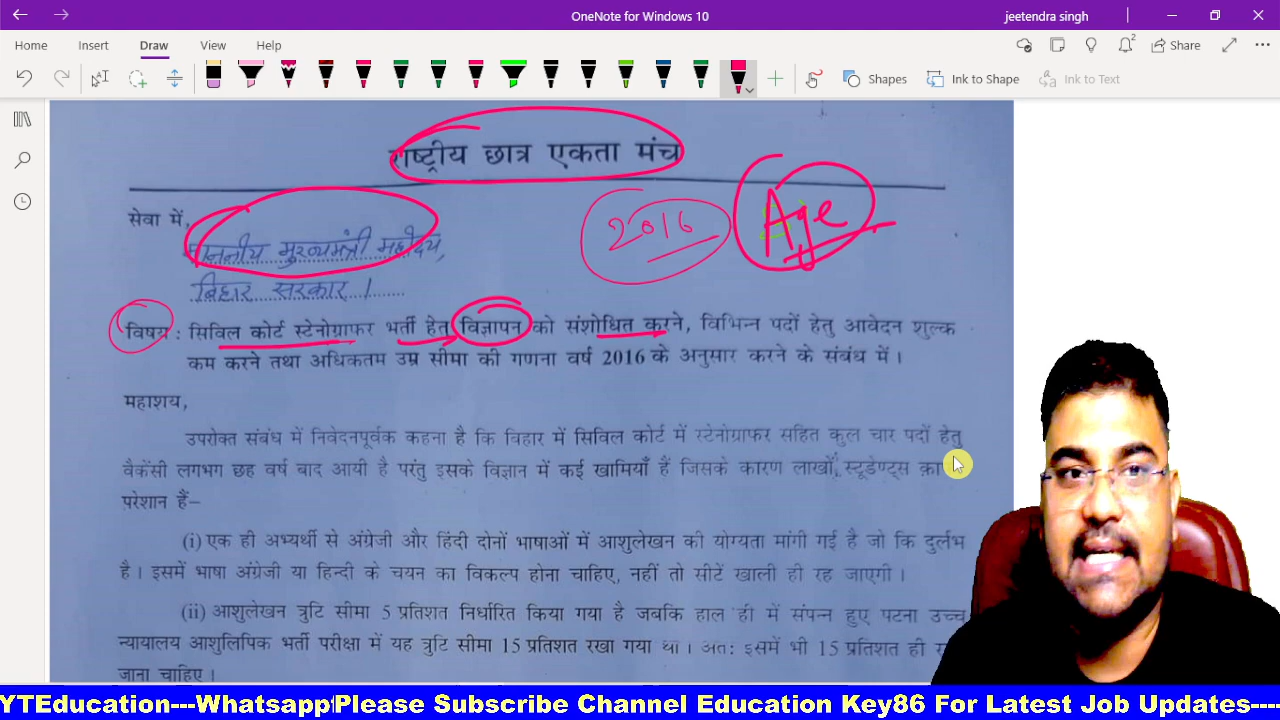 OneNote for Windows 10
jeetendra singh
Home Insert Draw View Help
Share
Shapes Ink to Shape Ink to Text
राष्ट्रीय छात्र एकता मंच
सेवा में,
2016 Age
माननीय मुख्यमंत्री महोदय,
बिहार सरकार।
विषय : सिविल कोर्ट स्टेनोग्राफर भर्ती हेतु विज्ञापन को संशोधित करने, विभिन्न पदों हेतु आवेदन शुल्क
कम करने तथा अधिकतम उम्र सीमा की गणना वर्ष 2016 के अनुसार करने के संबंध में।
महाशय,
उपरोक्त संबंध में निवेदनपूर्वक कहना है कि बिहार में सिविल कोर्ट में स्टेनोग्राफर सहित कुल चार पदों हेतु
वैकेंसी लगभग छह वर्ष बाद आयी है परंतु इसके विज्ञान में कई खामियाँ हैं जिसके कारण लाखों स्टूडेण्ट्स
परेशान हैं–
(i) एक ही अभ्यर्थी से अंग्रेजी और हिंदी दोनों भाषाओं में आशुलेखन की योग्यता मांगी गई है जो कि दुर्लभ
है। इसमें भाषा अंग्रेजी या हिन्दी के चयन का विकल्प होना चाहिए, नहीं तो सीटें खाली ही रह जाएगी।
(ii) आशुलेखन त्रुटि सीमा 5 प्रतिशत निर्धारित किया गया है जबकि हाल ही में संपन्न हुए पटना उच्च
न्यायालय आशुलिपिक भर्ती परीक्षा में यह त्रुटि सीमा 15 प्रतिशत रखा गया था। अतः इसमें भी 15 प्रतिशत ही
जाना चाहिए।
YTEducation---Whatsapp Please Subscribe Channel Education Key86 For Latest Job Updates----